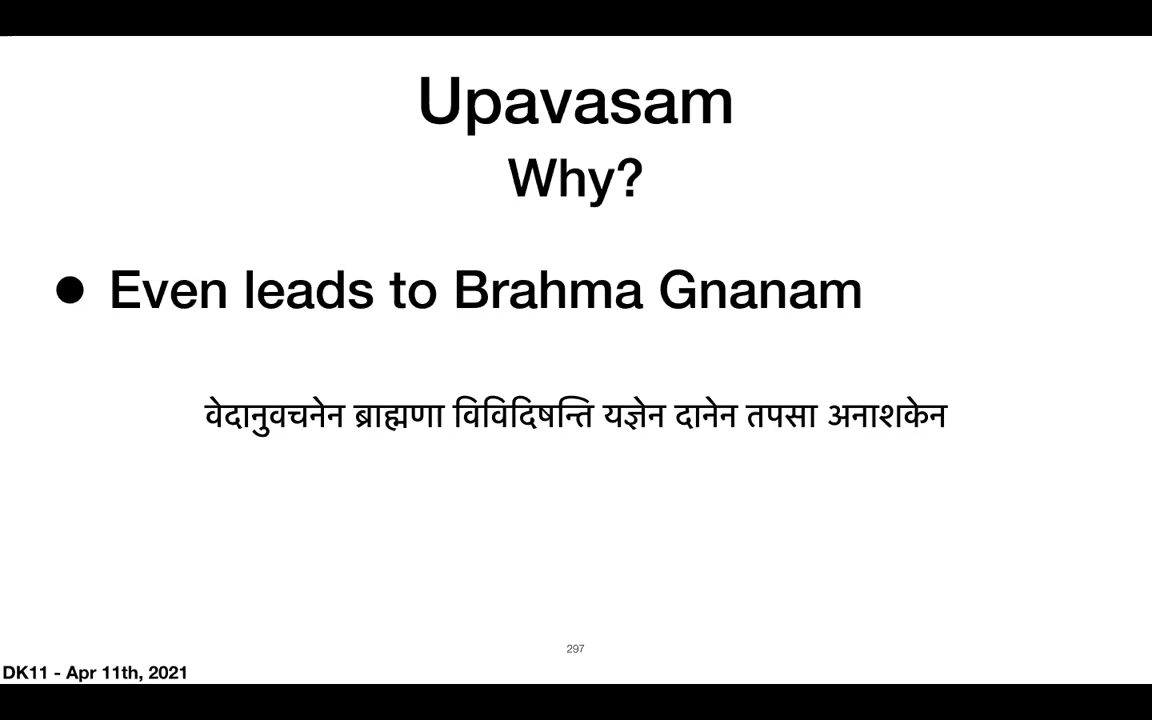 Upavasam
Why?
● Even leads to Brahma Gnanam
वेदानुवचनेन ब्राह्मणा विविदिषन्ति यज्ञेन दानेन तपसा अनाशकेन
297
DK11 - Apr 11th, 2021